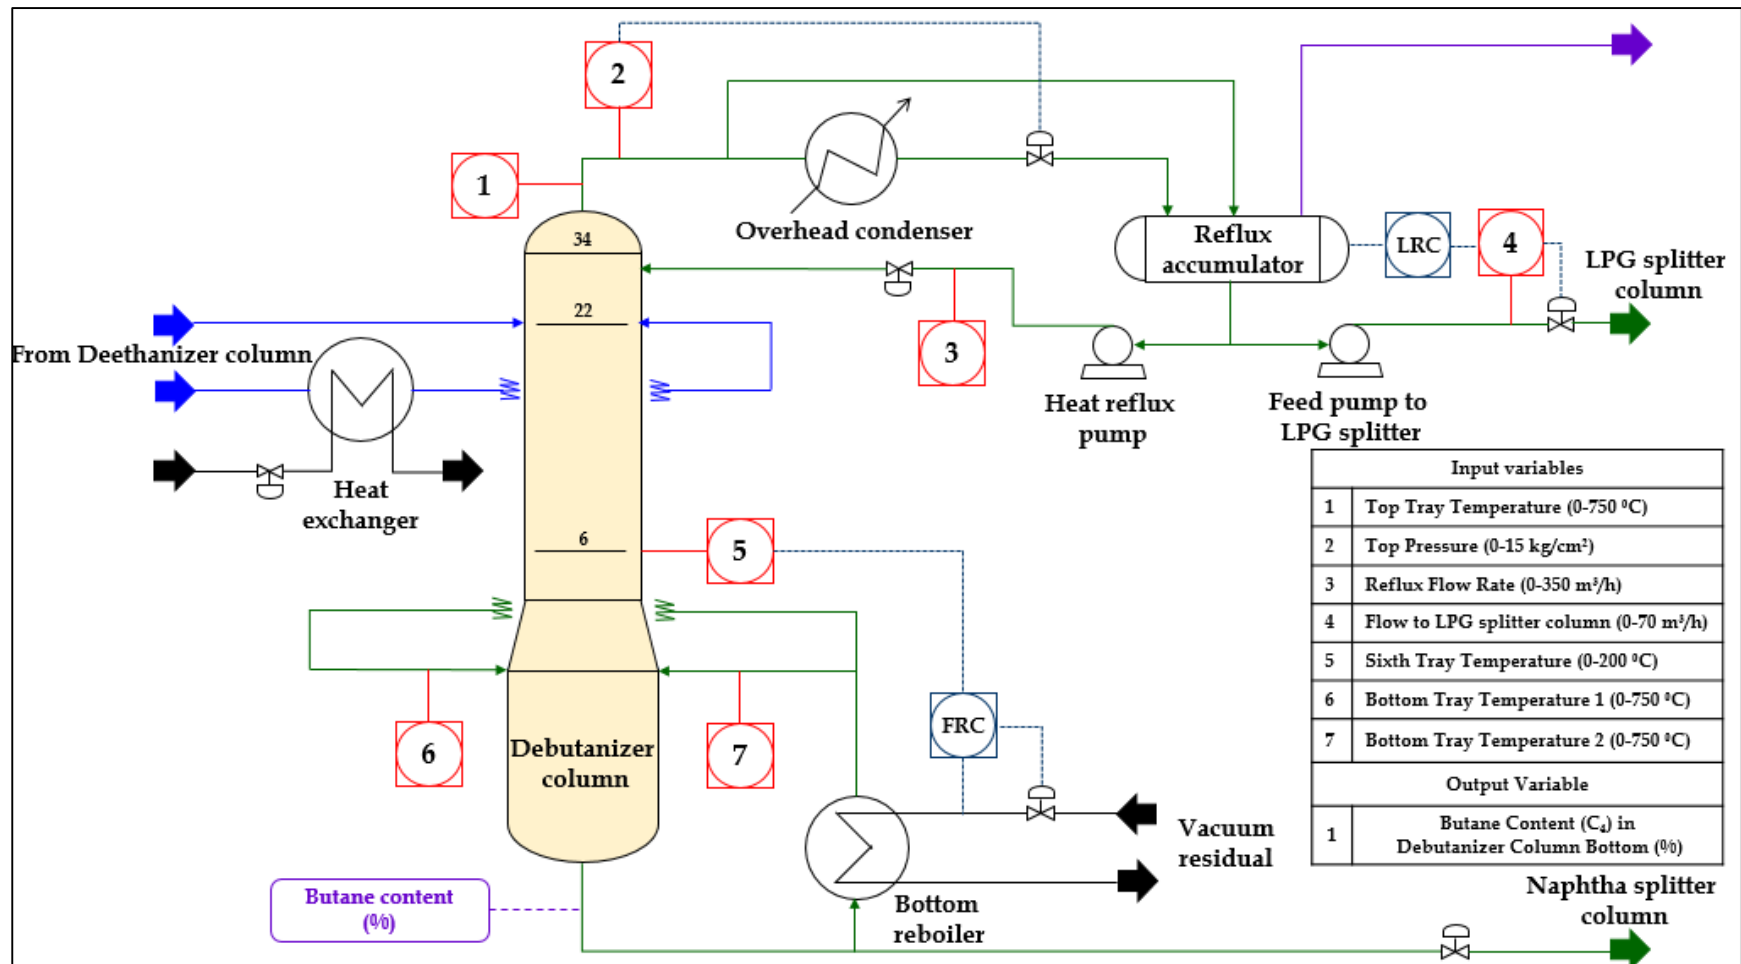 2
1
Overhead condenser
34
Reflux
accumulator
LRC
4
LPG splitter
column
22
3
From Deethanizer column
Heat reflux
pump
Feed pump to
LPG splitter
Heat
exchanger
6
5
6
7
FRC
Debutanizer
column
Vacuum
residual
Bottom
reboiler
Butane content
(%)
Naphtha splitter
column
Input variables
1 Top Tray Temperature (0-750 ⁰C)
2 Top Pressure (0-15 kg/cm²)
3 Reflux Flow Rate (0-350 m³/h)
4 Flow to LPG splitter column (0-70 m³/h)
5 Sixth Tray Temperature (0-200 ⁰C)
6 Bottom Tray Temperature 1 (0-750 ⁰C)
7 Bottom Tray Temperature 2 (0-750 ⁰C)
Output Variable
1 Butane Content (C₄) in
Debutanizer Column Bottom (%)